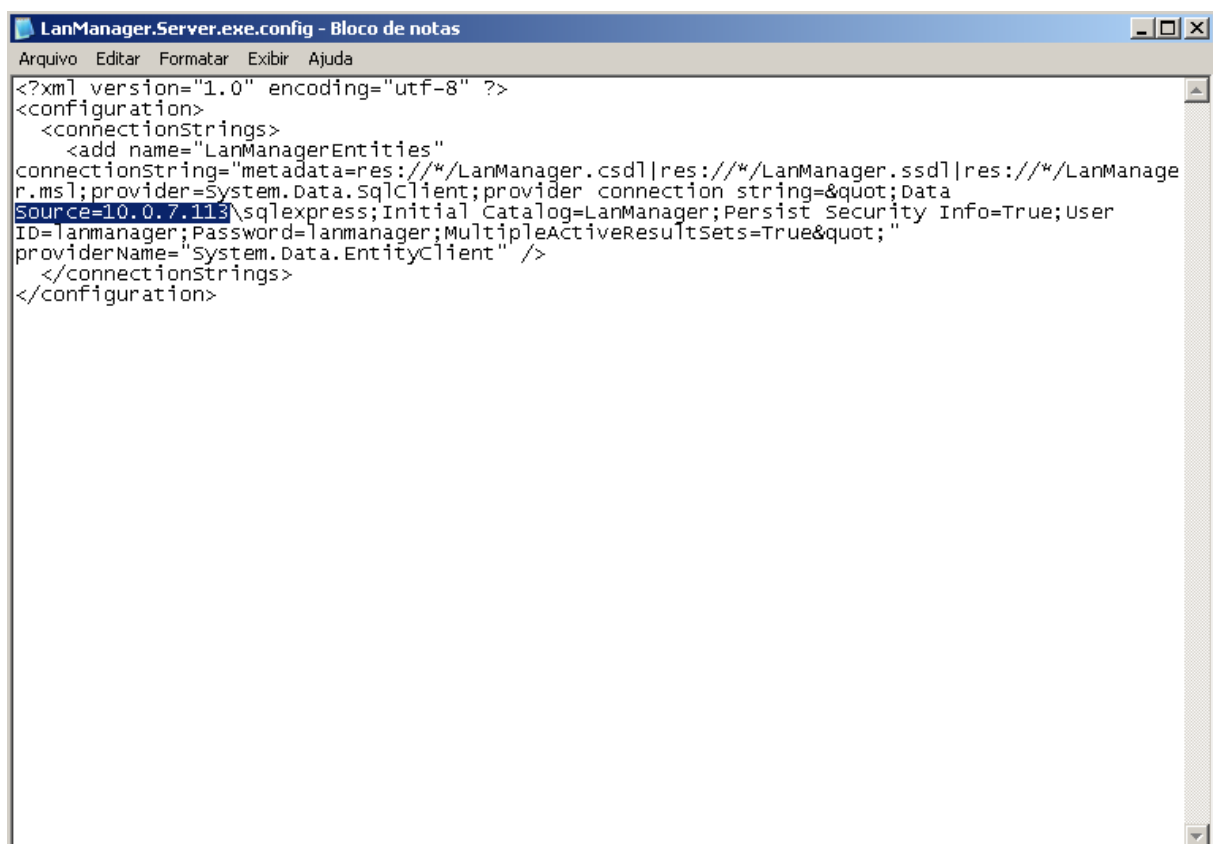 LanManager.Server.exe.config - Bloco de notas
Arquivo Editar Formatar Exibir Ajuda
<?xml version="1.0" encoding="utf-8" ?>
<configuration>
  <connectionStrings>
    <add name="LanManagerEntities"
connectionString="metadata=res://*/LanManager.csdl|res://*/LanManager.ssdl|res://*/LanManage
r.msl;provider=System.Data.SqlClient;provider connection string=&quot;Data
Source=10.0.7.113\sqlexpress;Initial Catalog=LanManager;Persist Security Info=True;User
ID=lanmanager;Password=lanmanager;MultipleActiveResultSets=True&quot;"
providerName="System.Data.EntityClient" />
  </connectionStrings>
</configuration>